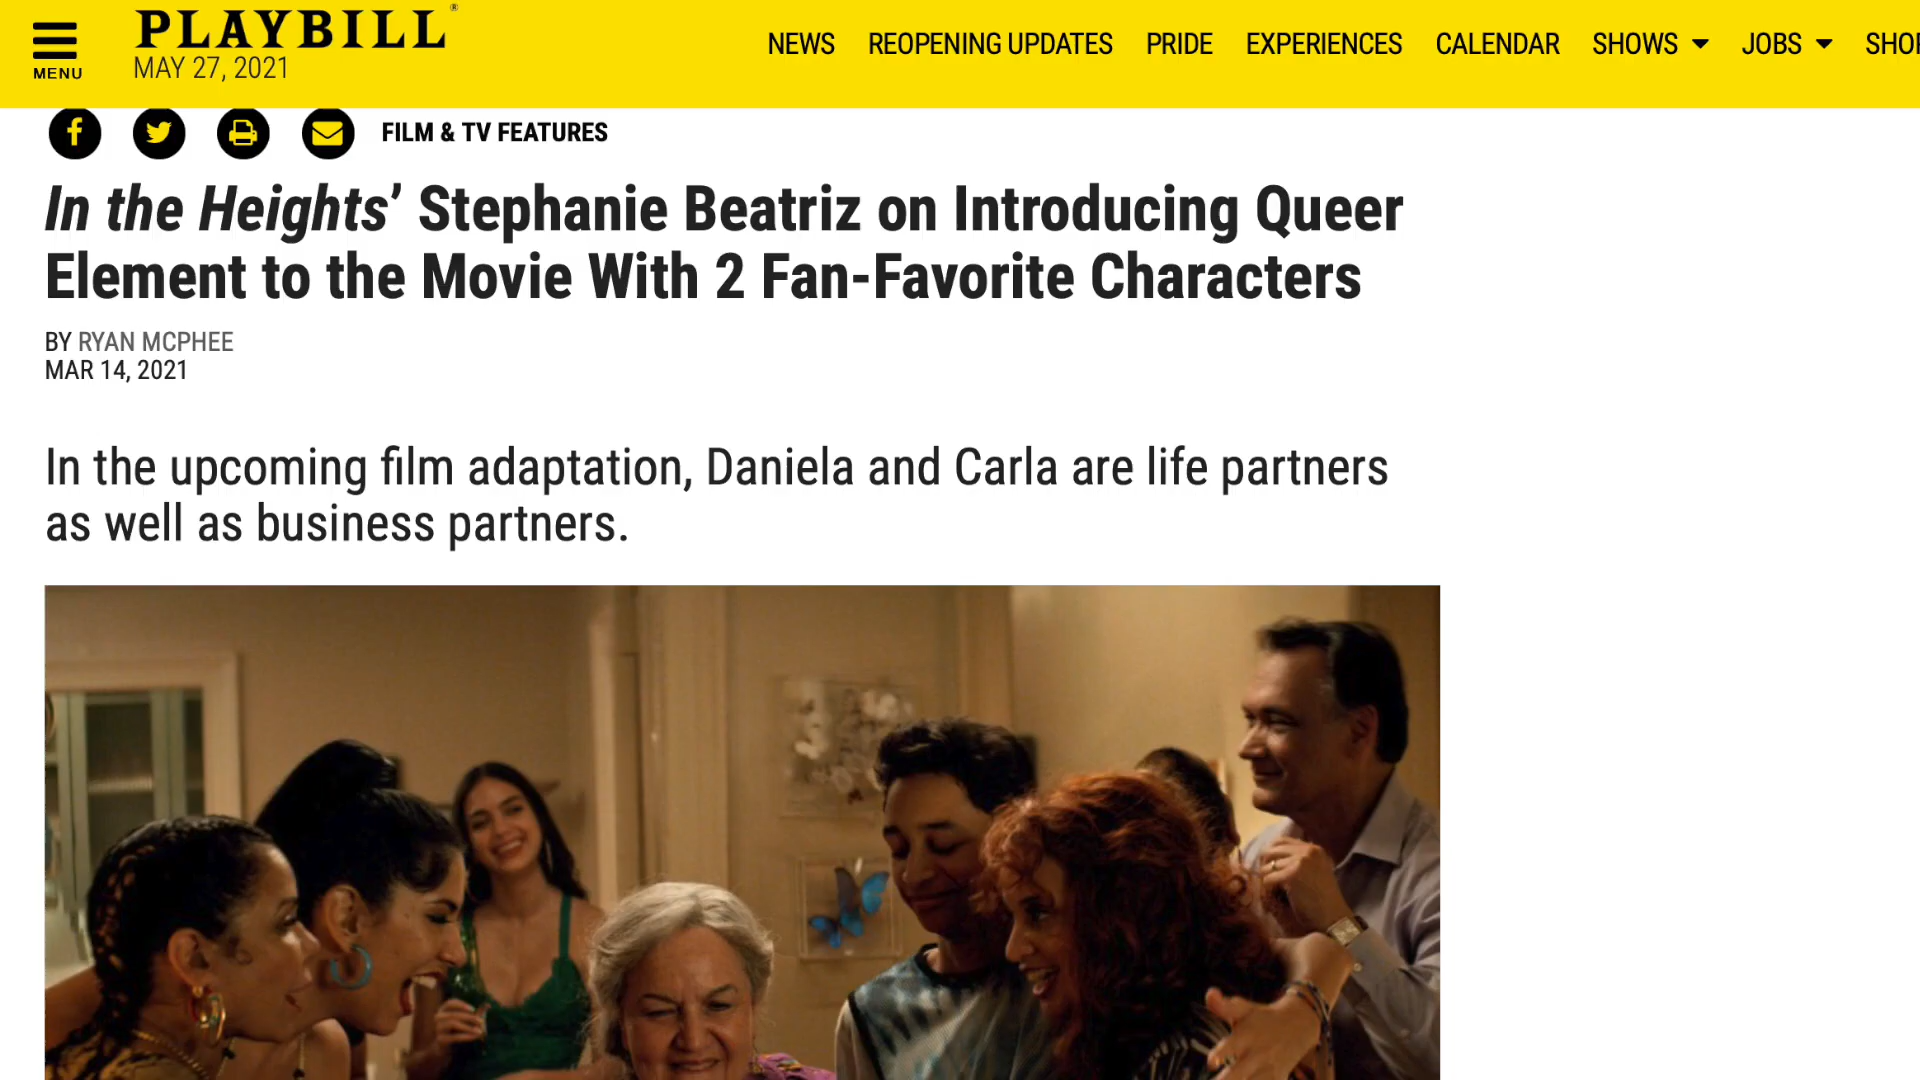 PLAYBILL®
MENU
MAY 27, 2021
NEWS REOPENING UPDATES PRIDE EXPERIENCES CALENDAR SHOWS JOBS SHO
FILM & TV FEATURES
In the Heights’ Stephanie Beatriz on Introducing Queer
Element to the Movie With 2 Fan-Favorite Characters
BY RYAN MCPHEE
MAR 14, 2021
In the upcoming film adaptation, Daniela and Carla are life partners
as well as business partners.